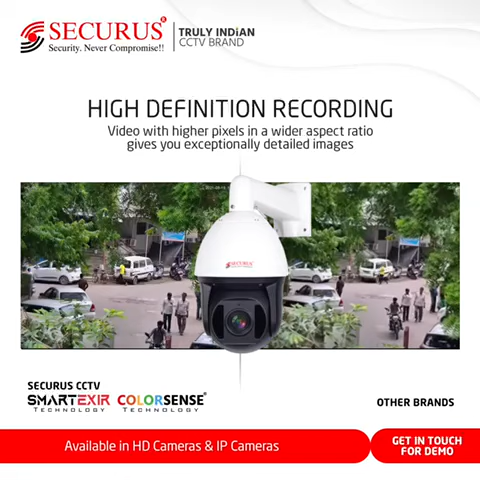 SECURUS®
Security. Never Compromise!!
TRULY INDIAN
CCTV BRAND
HIGH DEFINITION RECORDING
Video with higher pixels in a wider aspect ratio
gives you exceptionally detailed images
SECURUS
SECURUS CCTV
SMARTEXIR COLORSENSE®
TECHNOLOGY TECHNOLOGY
OTHER BRANDS
Available in HD Cameras & IP Cameras
GET IN TOUCH
FOR DEMO